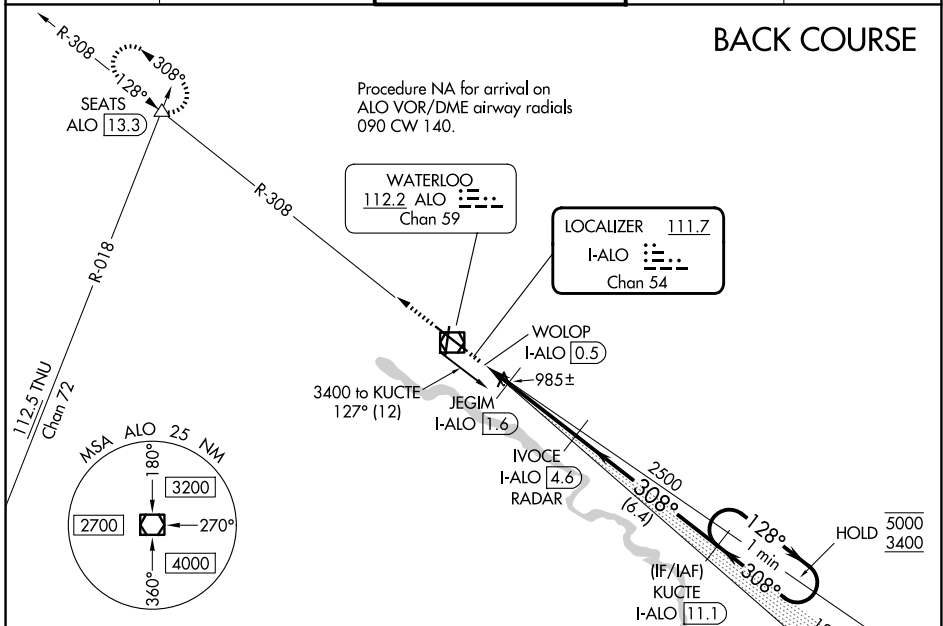 BACK COURSE
R-308
308°
128°
SEATS
ALO 13.3
Procedure NA for arrival on
ALO VOR/DME airway radials
090 CW 140.
R-308
WATERLOO
112.2 ALO
Chan 59
LOCALIZER 111.7
I-ALO
Chan 54
R-018
112.5 TNU
Chan 72
WOLOP
I-ALO 0.5
985±
3400 to KUCTE
127° (12)
JEGIM
I-ALO 1.6
IVOCE
I-ALO 4.6
RADAR
2500
308°
(6.4)
128°
1 min
308°
HOLD 5000
3400
(IF/IAF)
KUCTE
I-ALO 11.1
MSA ALO 25 NM
180°
3200
2700
270°
4000
360°